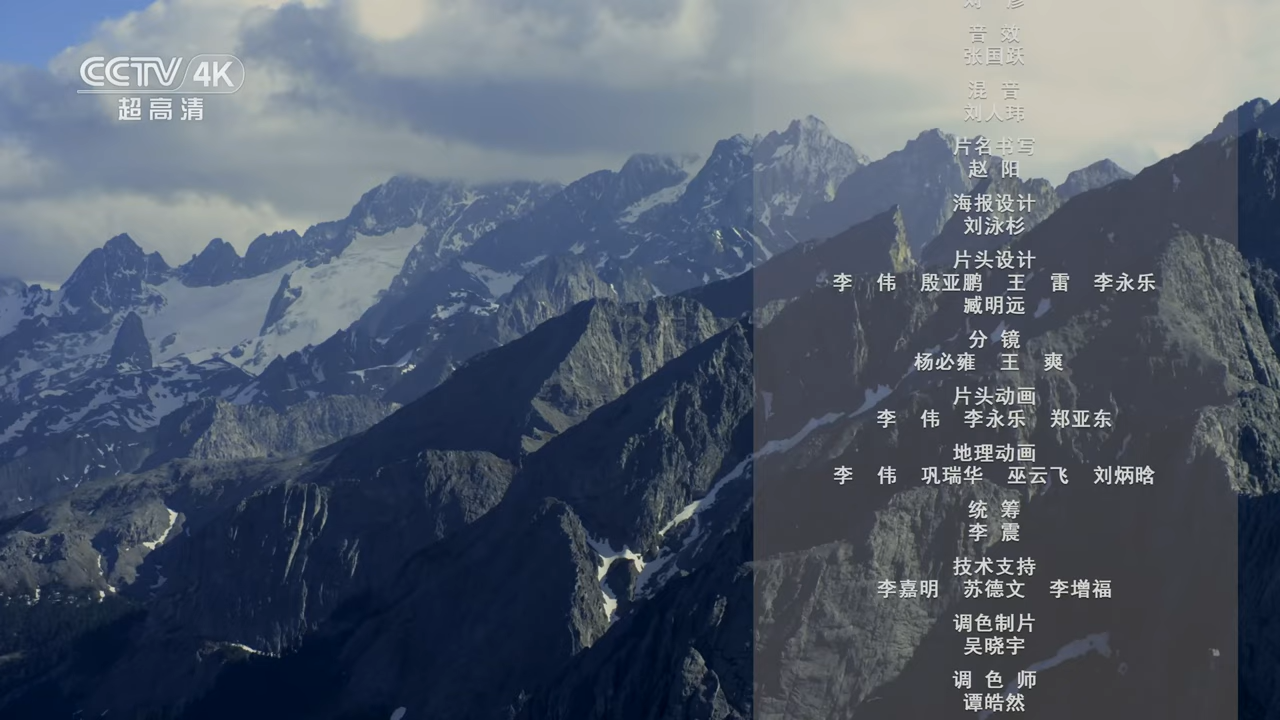 CCTV 4K
超高清
音 效
张国跃
混 音
刘人玮
片名书写
赵 阳
海报设计
刘泳杉
片头设计
李 伟 殷亚鹏 王 雷 李永乐
臧明远
分 镜
杨必雍 王 爽
片头动画
李 伟 李永乐 郑亚东
地理动画
李 伟 巩瑞华 巫云飞 刘炳晗
统 筹
李 震
技术支持
李嘉明 苏德文 李增福
调色制片
吴晓宇
调 色 师
谭皓然